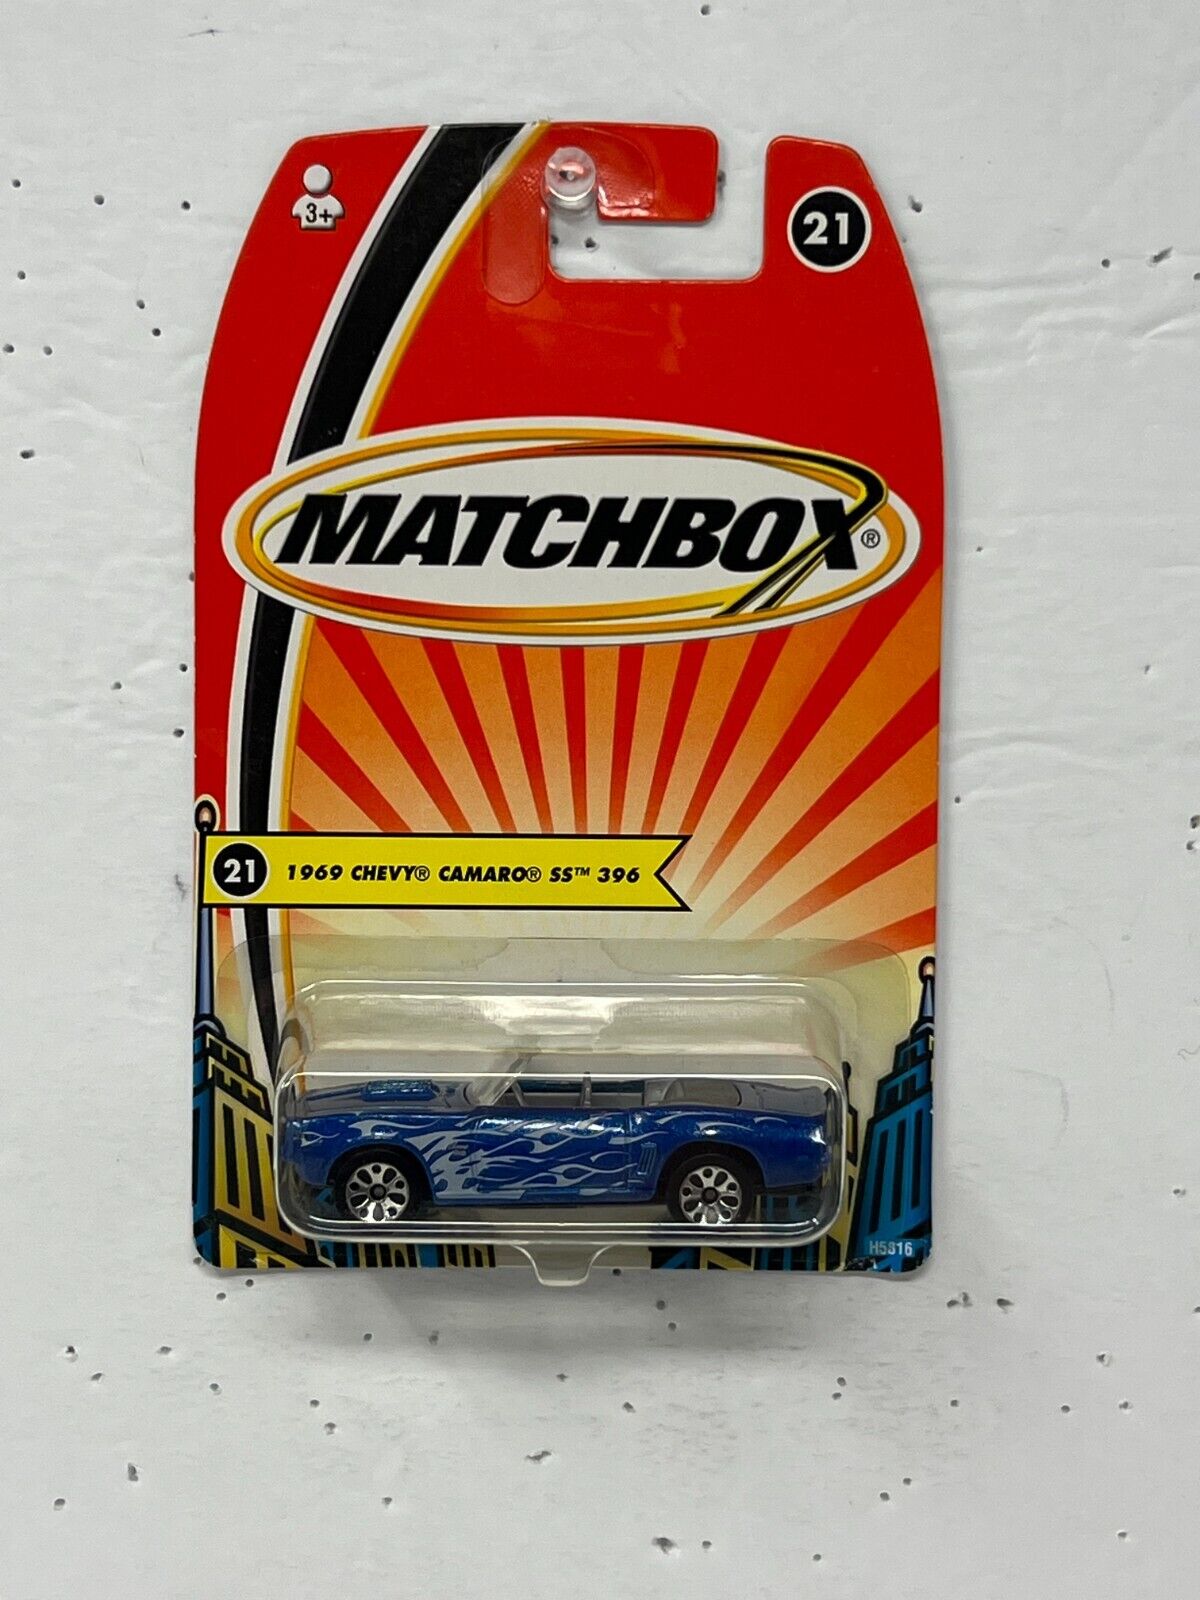 3+
21
MATCHBOX®
21 1969 CHEVY® CAMARO® SS™ 396
H5816